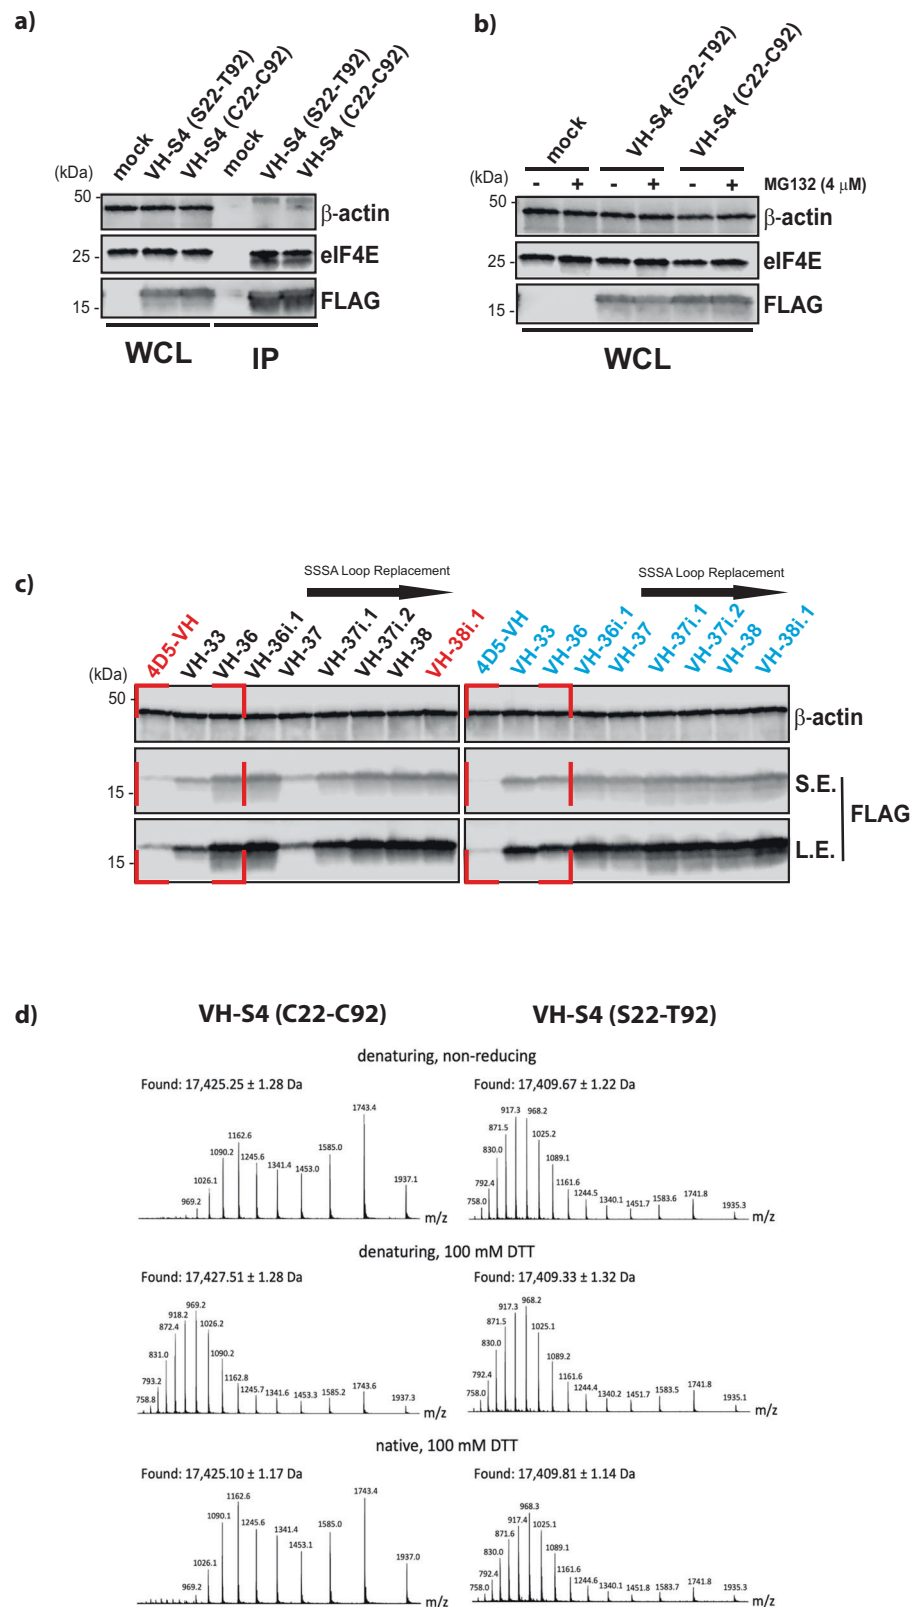 a)
mock
VH-S4 (S22-T92)
VH-S4 (C22-C92)
mock
VH-S4 (S22-T92)
VH-S4 (C22-C92)
(kDa)
50 -
β-actin
25 -
eIF4E
15 -
FLAG
WCL
IP
b)
mock
VH-S4 (S22-T92)
VH-S4 (C22-C92)
(kDa)
- + - + - + MG132 (4 μM)
50 -
β-actin
25 -
eIF4E
15 -
FLAG
WCL
c)
SSSA Loop Replacement
SSSA Loop Replacement
4D5-VH
VH-33
VH-36
VH-36i.1
VH-37
VH-37i.1
VH-37i.2
VH-38
VH-38i.1
4D5-VH
VH-33
VH-36
VH-36i.1
VH-37
VH-37i.1
VH-37i.2
VH-38
VH-38i.1
(kDa)
50 -
β-actin
15 -
S.E.
FLAG
15 -
L.E.
d)
VH-S4 (C22-C92)
VH-S4 (S22-T92)
denaturing, non-reducing
Found: 17,425.25 ± 1.28 Da
969.2
1026.1
1090.2
1162.6
1245.6
1341.4
1453.0
1585.0
1743.4
1937.1
m/z
Found: 17,409.67 ± 1.22 Da
758.0
792.4
830.0
871.5
917.3
968.2
1025.2
1089.1
1161.6
1244.5
1340.1
1451.7
1583.6
1741.8
1935.3
m/z
denaturing, 100 mM DTT
Found: 17,427.51 ± 1.28 Da
758.8
793.2
831.0
872.4
918.2
969.2
1026.2
1090.2
1162.8
1245.7
1341.6
1453.3
1585.2
1743.6
1937.3
m/z
Found: 17,409.33 ± 1.32 Da
758.0
792.4
830.0
871.5
917.3
968.2
1025.1
1089.2
1161.6
1244.4
1340.2
1451.7
1583.5
1741.8
1935.1
m/z
native, 100 mM DTT
Found: 17,425.10 ± 1.17 Da
969.2
1026.1
1090.1
1162.6
1245.6
1341.4
1453.1
1585.0
1743.4
1937.0
m/z
Found: 17,409.81 ± 1.14 Da
758.0
792.4
830.0
871.6
917.4
968.3
1025.1
1089.1
1161.6
1244.6
1340.1
1451.8
1583.7
1741.8
1935.3
m/z